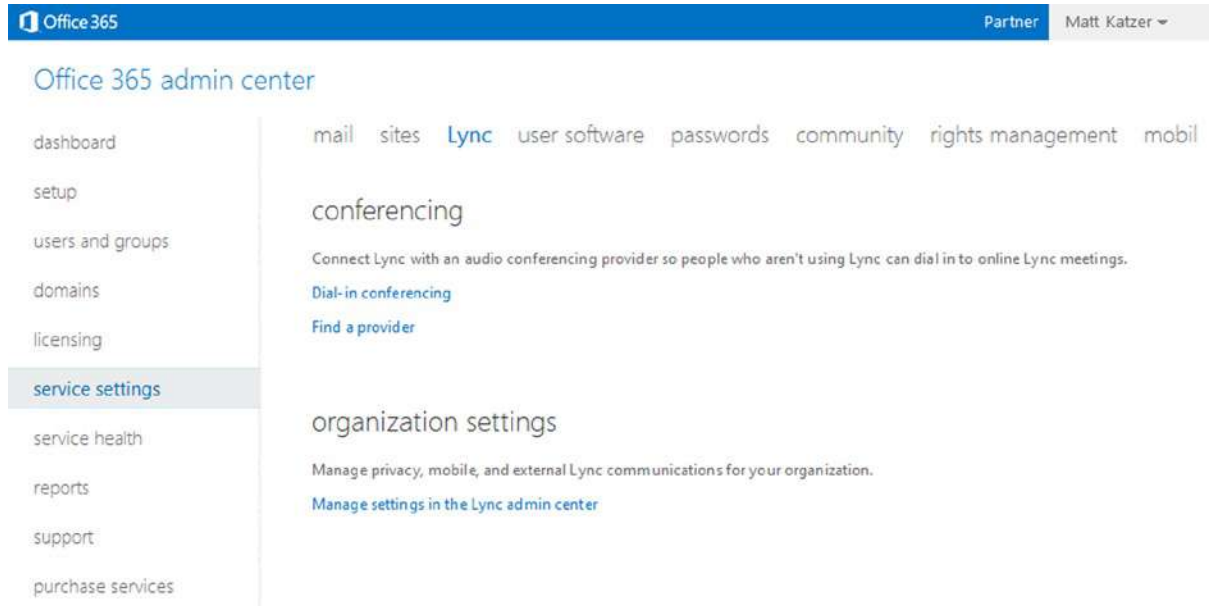 Office 365 Partner Matt Katzer
Office 365 admin center
dashboard
setup
users and groups
domains
licensing
service settings
service health
reports
support
purchase services
mail sites Lync user software passwords community rights management mobil
conferencing
Connect Lync with an audio conferencing provider so people who aren't using Lync can dial in to online Lync meetings.
Dial-in conferencing
Find a provider
organization settings
Manage privacy, mobile, and external Lync communications for your organization.
Manage settings in the Lync admin center